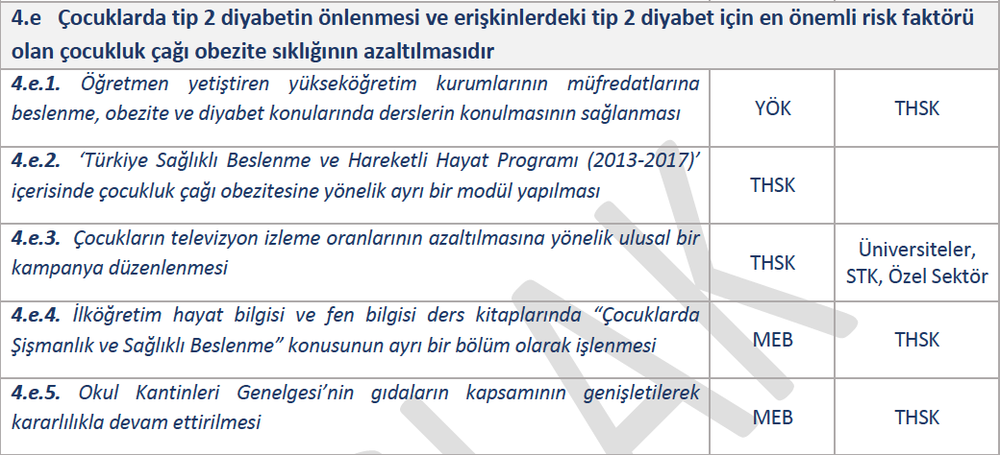 4.e Çocuklarda tip 2 diyabetin önlenmesi ve erişkinlerdeki tip 2 diyabet için en önemli risk faktörü
olan çocukluk çağı obezite sıklığının azaltılmasıdır
4.e.1. Öğretmen yetiştiren yükseköğretim kurumlarının müfredatlarına
beslenme, obezite ve diyabet konularında derslerin konulmasının sağlanması
YÖK
THSK
4.e.2. ‘Türkiye Sağlıklı Beslenme ve Hareketli Hayat Programı (2013-2017)’
içerisinde çocukluk çağı obezitesine yönelik ayrı bir modül yapılması
THSK
4.e.3. Çocukların televizyon izleme oranlarının azaltılmasına yönelik ulusal bir
kampanya düzenlenmesi
THSK
Üniversiteler,
STK, Özel Sektör
4.e.4. İlköğretim hayat bilgisi ve fen bilgisi ders kitaplarında “Çocuklarda
Şişmanlık ve Sağlıklı Beslenme” konusunun ayrı bir bölüm olarak işlenmesi
MEB
THSK
4.e.5. Okul Kantinleri Genelgesi’nin gıdaların kapsamının genişletilerek
kararlılıkla devam ettirilmesi
MEB
THSK